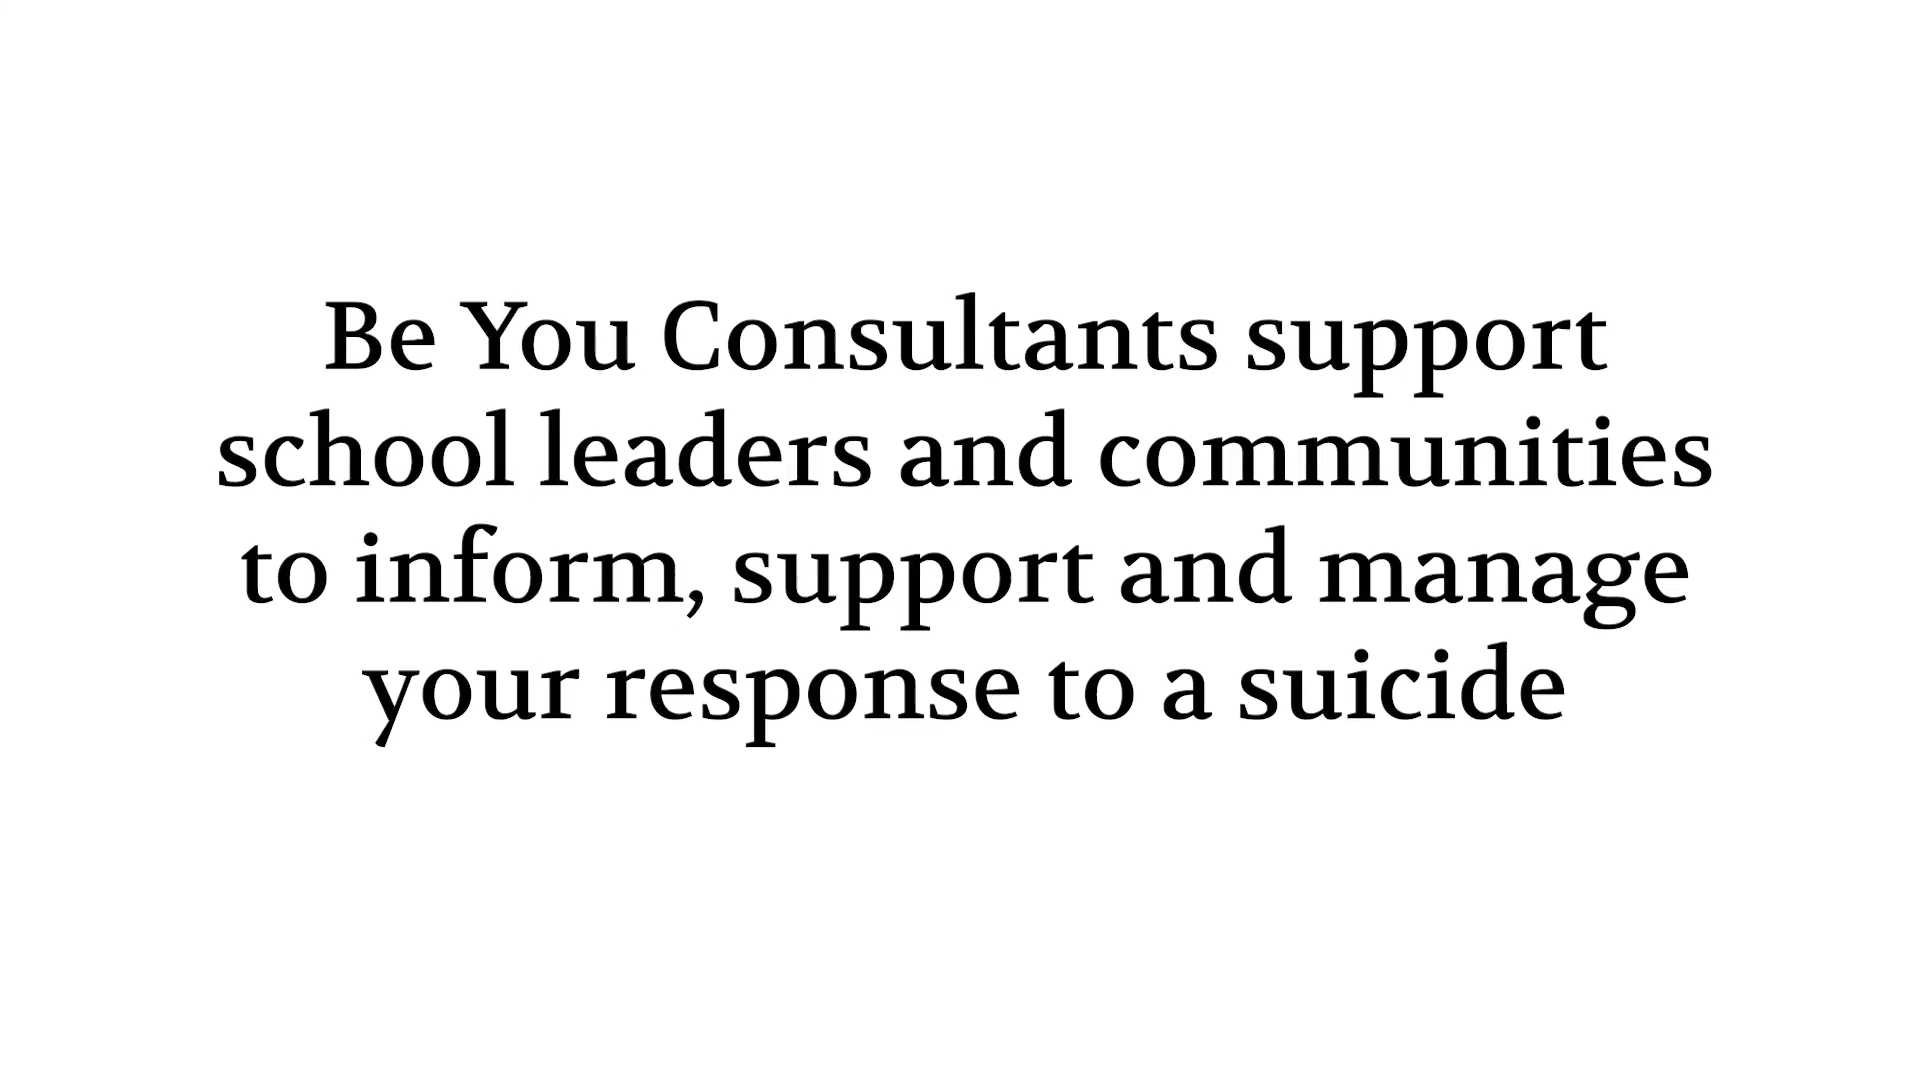 Be You Consultants support
school leaders and communities
to inform, support and manage
your response to a suicide